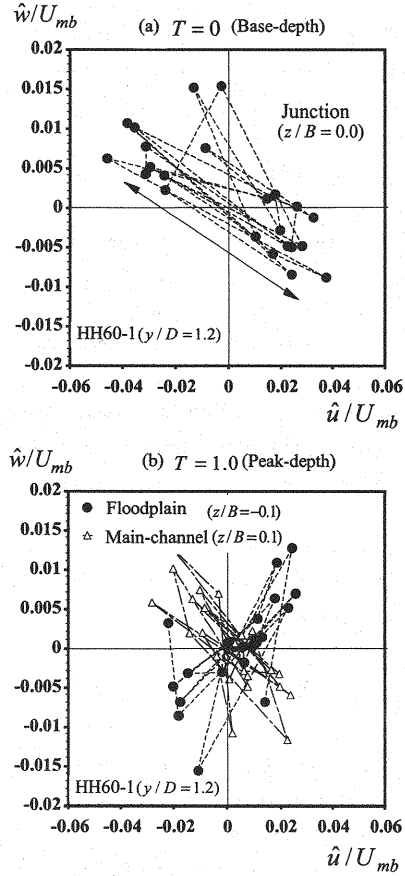 ŵ/U_mb
(a) T = 0 (Base-depth)
0.02
0.015
0.01
0.005
0
-0.005
-0.01
-0.015
-0.02
Junction
(z/B=0.0)
HH60-1(y/D=1.2)
-0.06 -0.04 -0.02 0 0.02 0.04 0.06
û/U_mb
ŵ/U_mb
(b) T = 1.0 (Peak-depth)
0.02
0.015
0.01
0.005
0
-0.005
-0.01
-0.015
-0.02
Floodplain (z/B=-0.1)
Main-channel (z/B=0.1)
HH60-1(y/D=1.2)
-0.06 -0.04 -0.02 0 0.02 0.04 0.06
û/U_mb